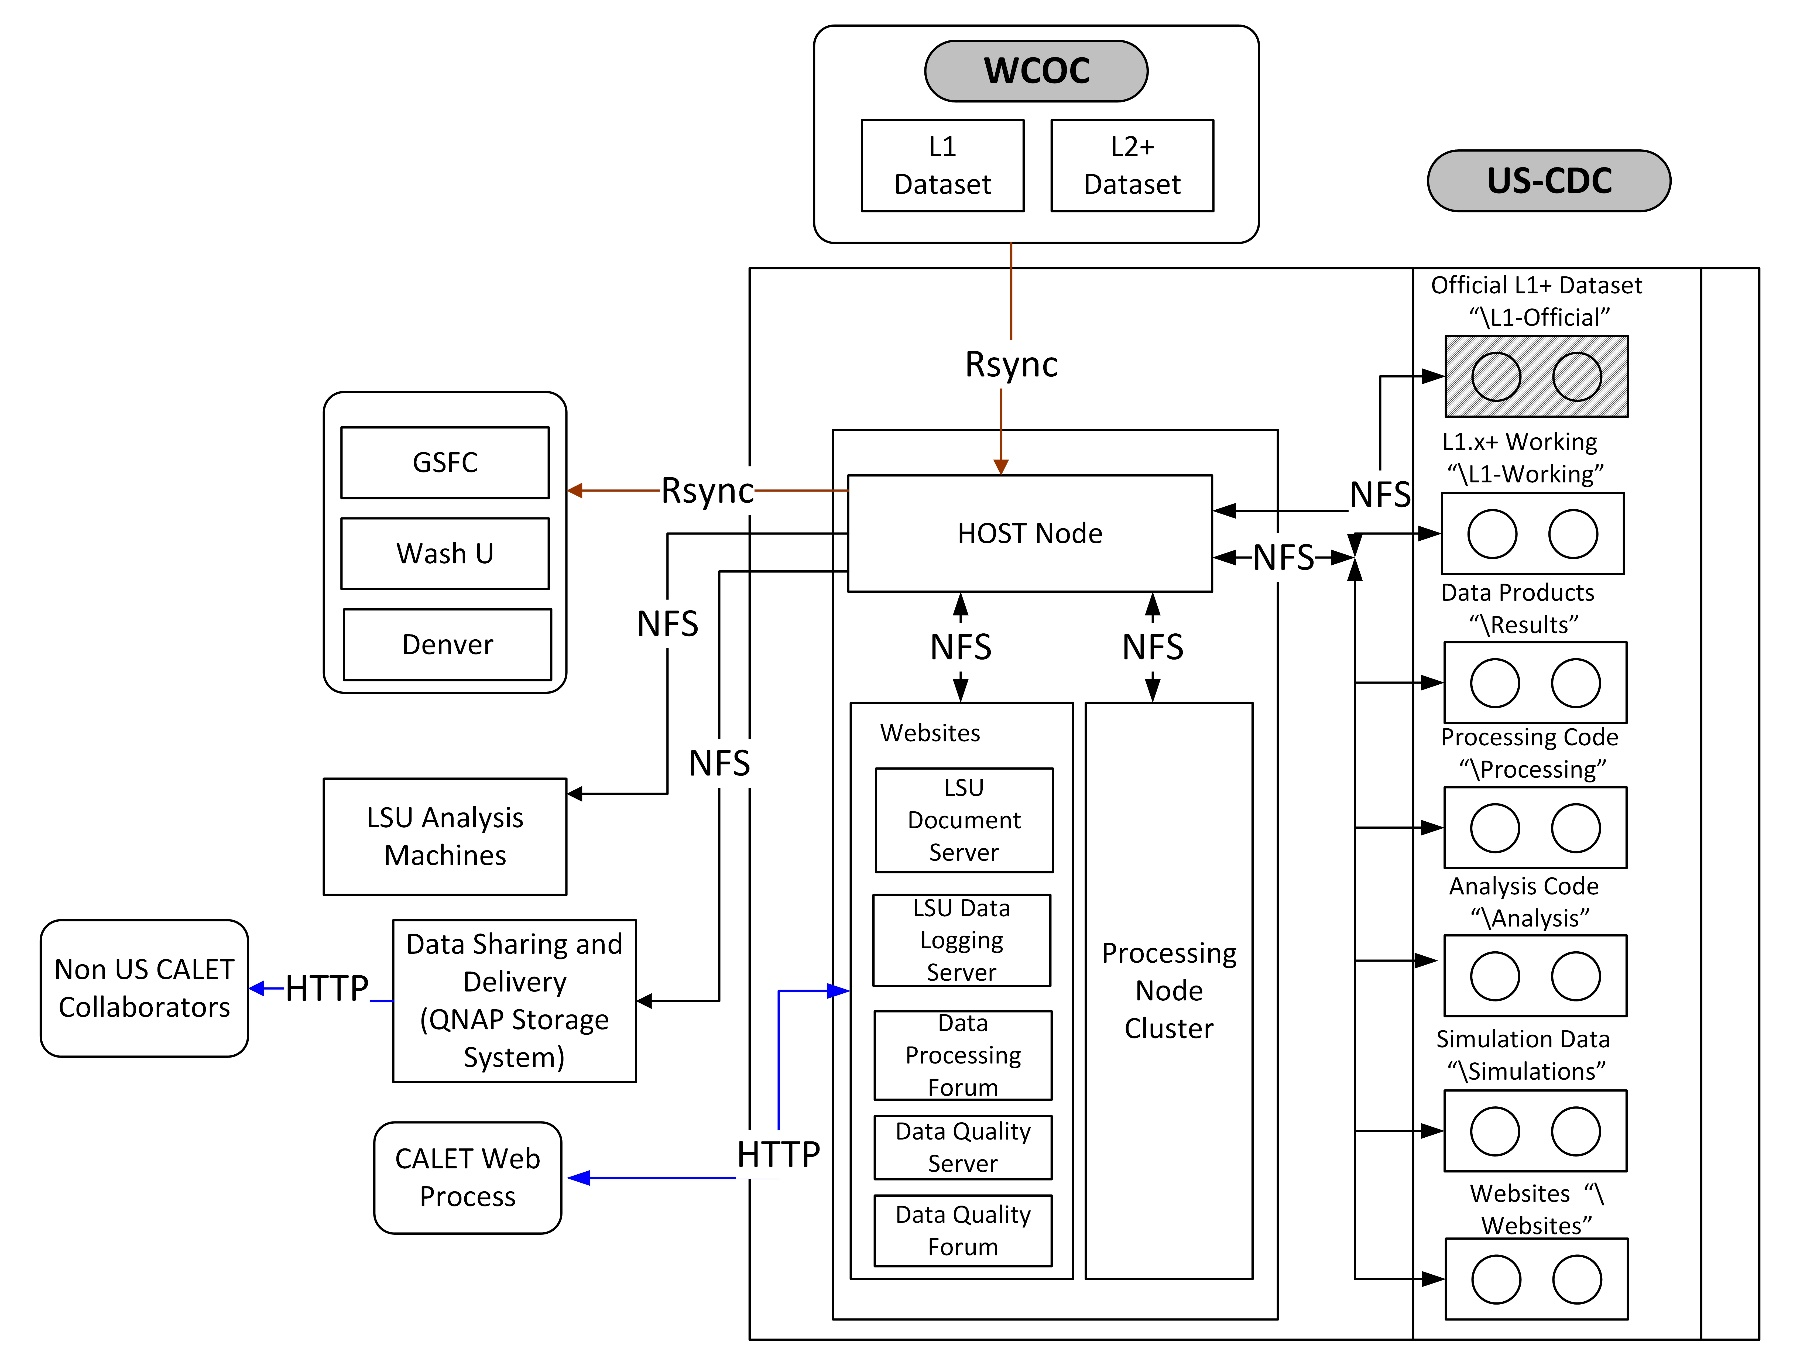 WCOC
L1
Dataset
L2+
Dataset
US-CDC
Official L1+ Dataset
“\L1-Official”
Rsync
GSFC
Wash U
Denver
Rsync
HOST Node
NFS
NFS
L1.x+ Working
“\L1-Working”
Data Products
“\Results”
Processing Code
“\Processing”
Analysis Code
“\Analysis”
Simulation Data
“\Simulations”
Websites “\
Websites”
NFS
NFS
NFS
NFS
Websites
LSU
Document
Server
LSU Data
Logging
Server
Data
Processing
Forum
Data Quality
Server
Data Quality
Forum
Processing
Node
Cluster
LSU Analysis
Machines
Data Sharing and
Delivery
(QNAP Storage
System)
HTTP
Non US CALET
Collaborators
HTTP
CALET Web
Process